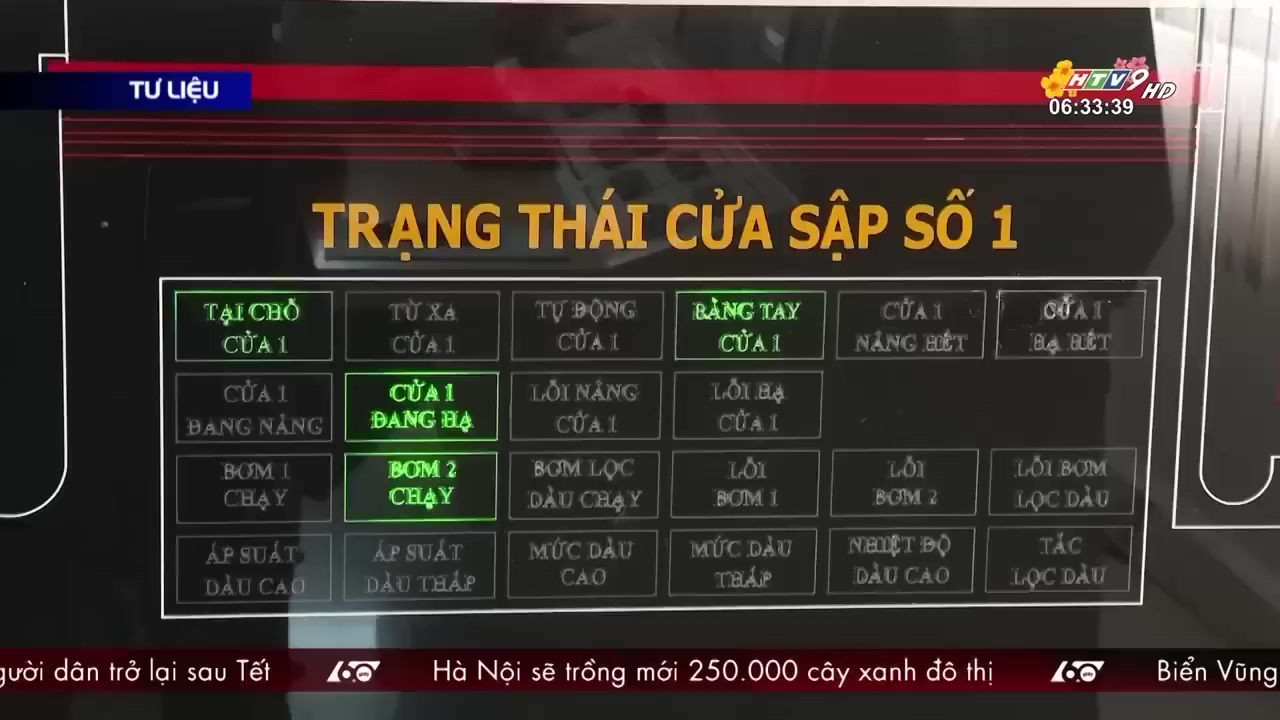 TƯ LIỆU
HTV9 HD
06:33:39
TRẠNG THÁI CỬA SẬP SỐ 1
TẠI CHỖ
CỬA 1
TỪ XA
CỬA 1
TỰ ĐỘNG
CỬA 1
BẰNG TAY
CỬA 1
CỬA 1
NÂNG HẾT
CỬA 1
HẠ HẾT
CỬA 1
ĐANG NÂNG
CỬA 1
ĐANG HẠ
LỖI NÂNG
CỬA 1
LỖI HẠ
CỬA 1
BƠM 1
CHẠY
BƠM 2
CHẠY
BƠM LỌC
DẦU CHẠY
LỖI
BƠM 1
LỖI
BƠM 2
LỖI BƠM
LỌC DẦU
ÁP SUẤT
DẦU CAO
ÁP SUẤT
DẦU THẤP
MỨC DẦU
CAO
MỨC DẦU
THẤP
NHIỆT ĐỘ
DẦU CAO
TẮC
LỌC DẦU
gười dân trở lại sau Tết 60 giây Hà Nội sẽ trồng mới 250.000 cây xanh đô thị 60 giây Biển Vũng